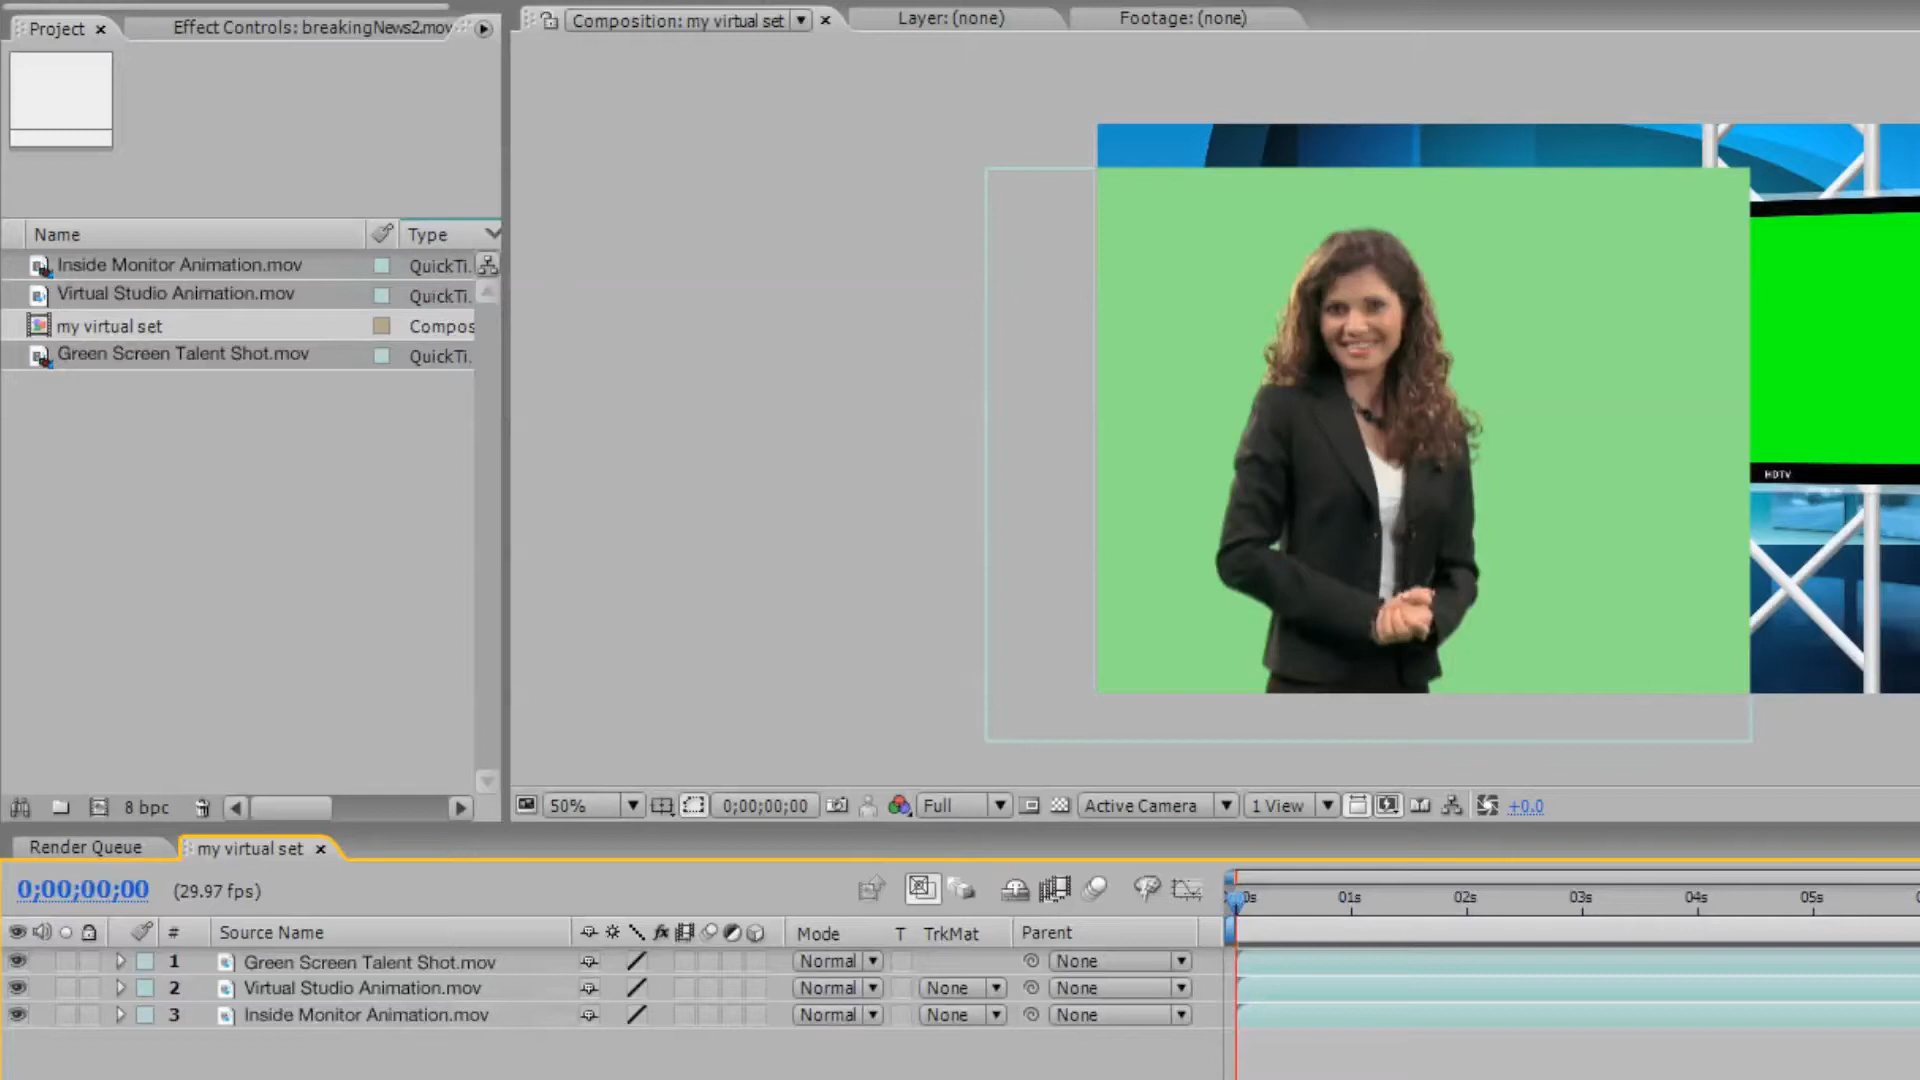 Project
Effect Controls: breakingNews2.mov
Composition: my virtual set
Layer: (none)
Footage: (none)
Name
Type
Inside Monitor Animation.mov
QuickTi.
Virtual Studio Animation.mov
QuickTi.
my virtual set
Compos
Green Screen Talent Shot.mov
QuickTi.
HDTV
8 bpc
50%
0;00;00;00
Full
Active Camera
1 View
+0.0
Render Queue
my virtual set
0;00;00;00
(29.97 fps)
0s
01s
02s
03s
04s
05s
#
Source Name
fx
Mode
T
TrkMat
Parent
1
Green Screen Talent Shot.mov
Normal
None
2
Virtual Studio Animation.mov
Normal
None
None
3
Inside Monitor Animation.mov
Normal
None
None